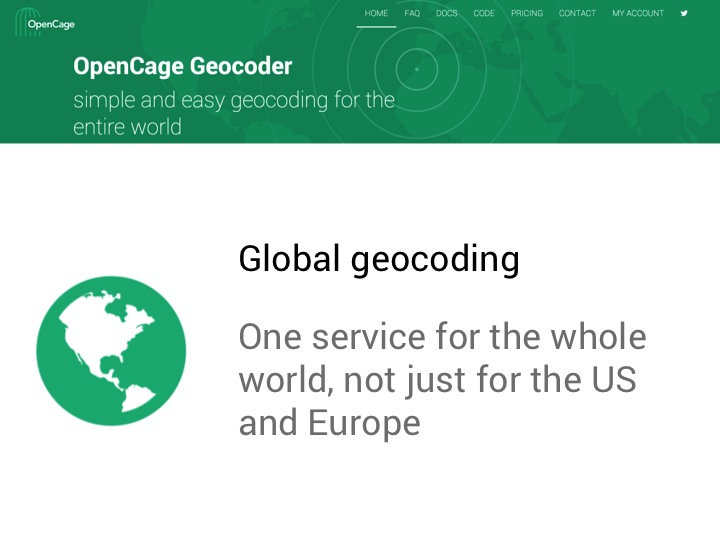 OpenCage
HOME FAQ DOCS CODE PRICING CONTACT MY ACCOUNT
OpenCage Geocoder
simple and easy geocoding for the
entire world
Global geocoding
One service for the whole
world, not just for the US
and Europe